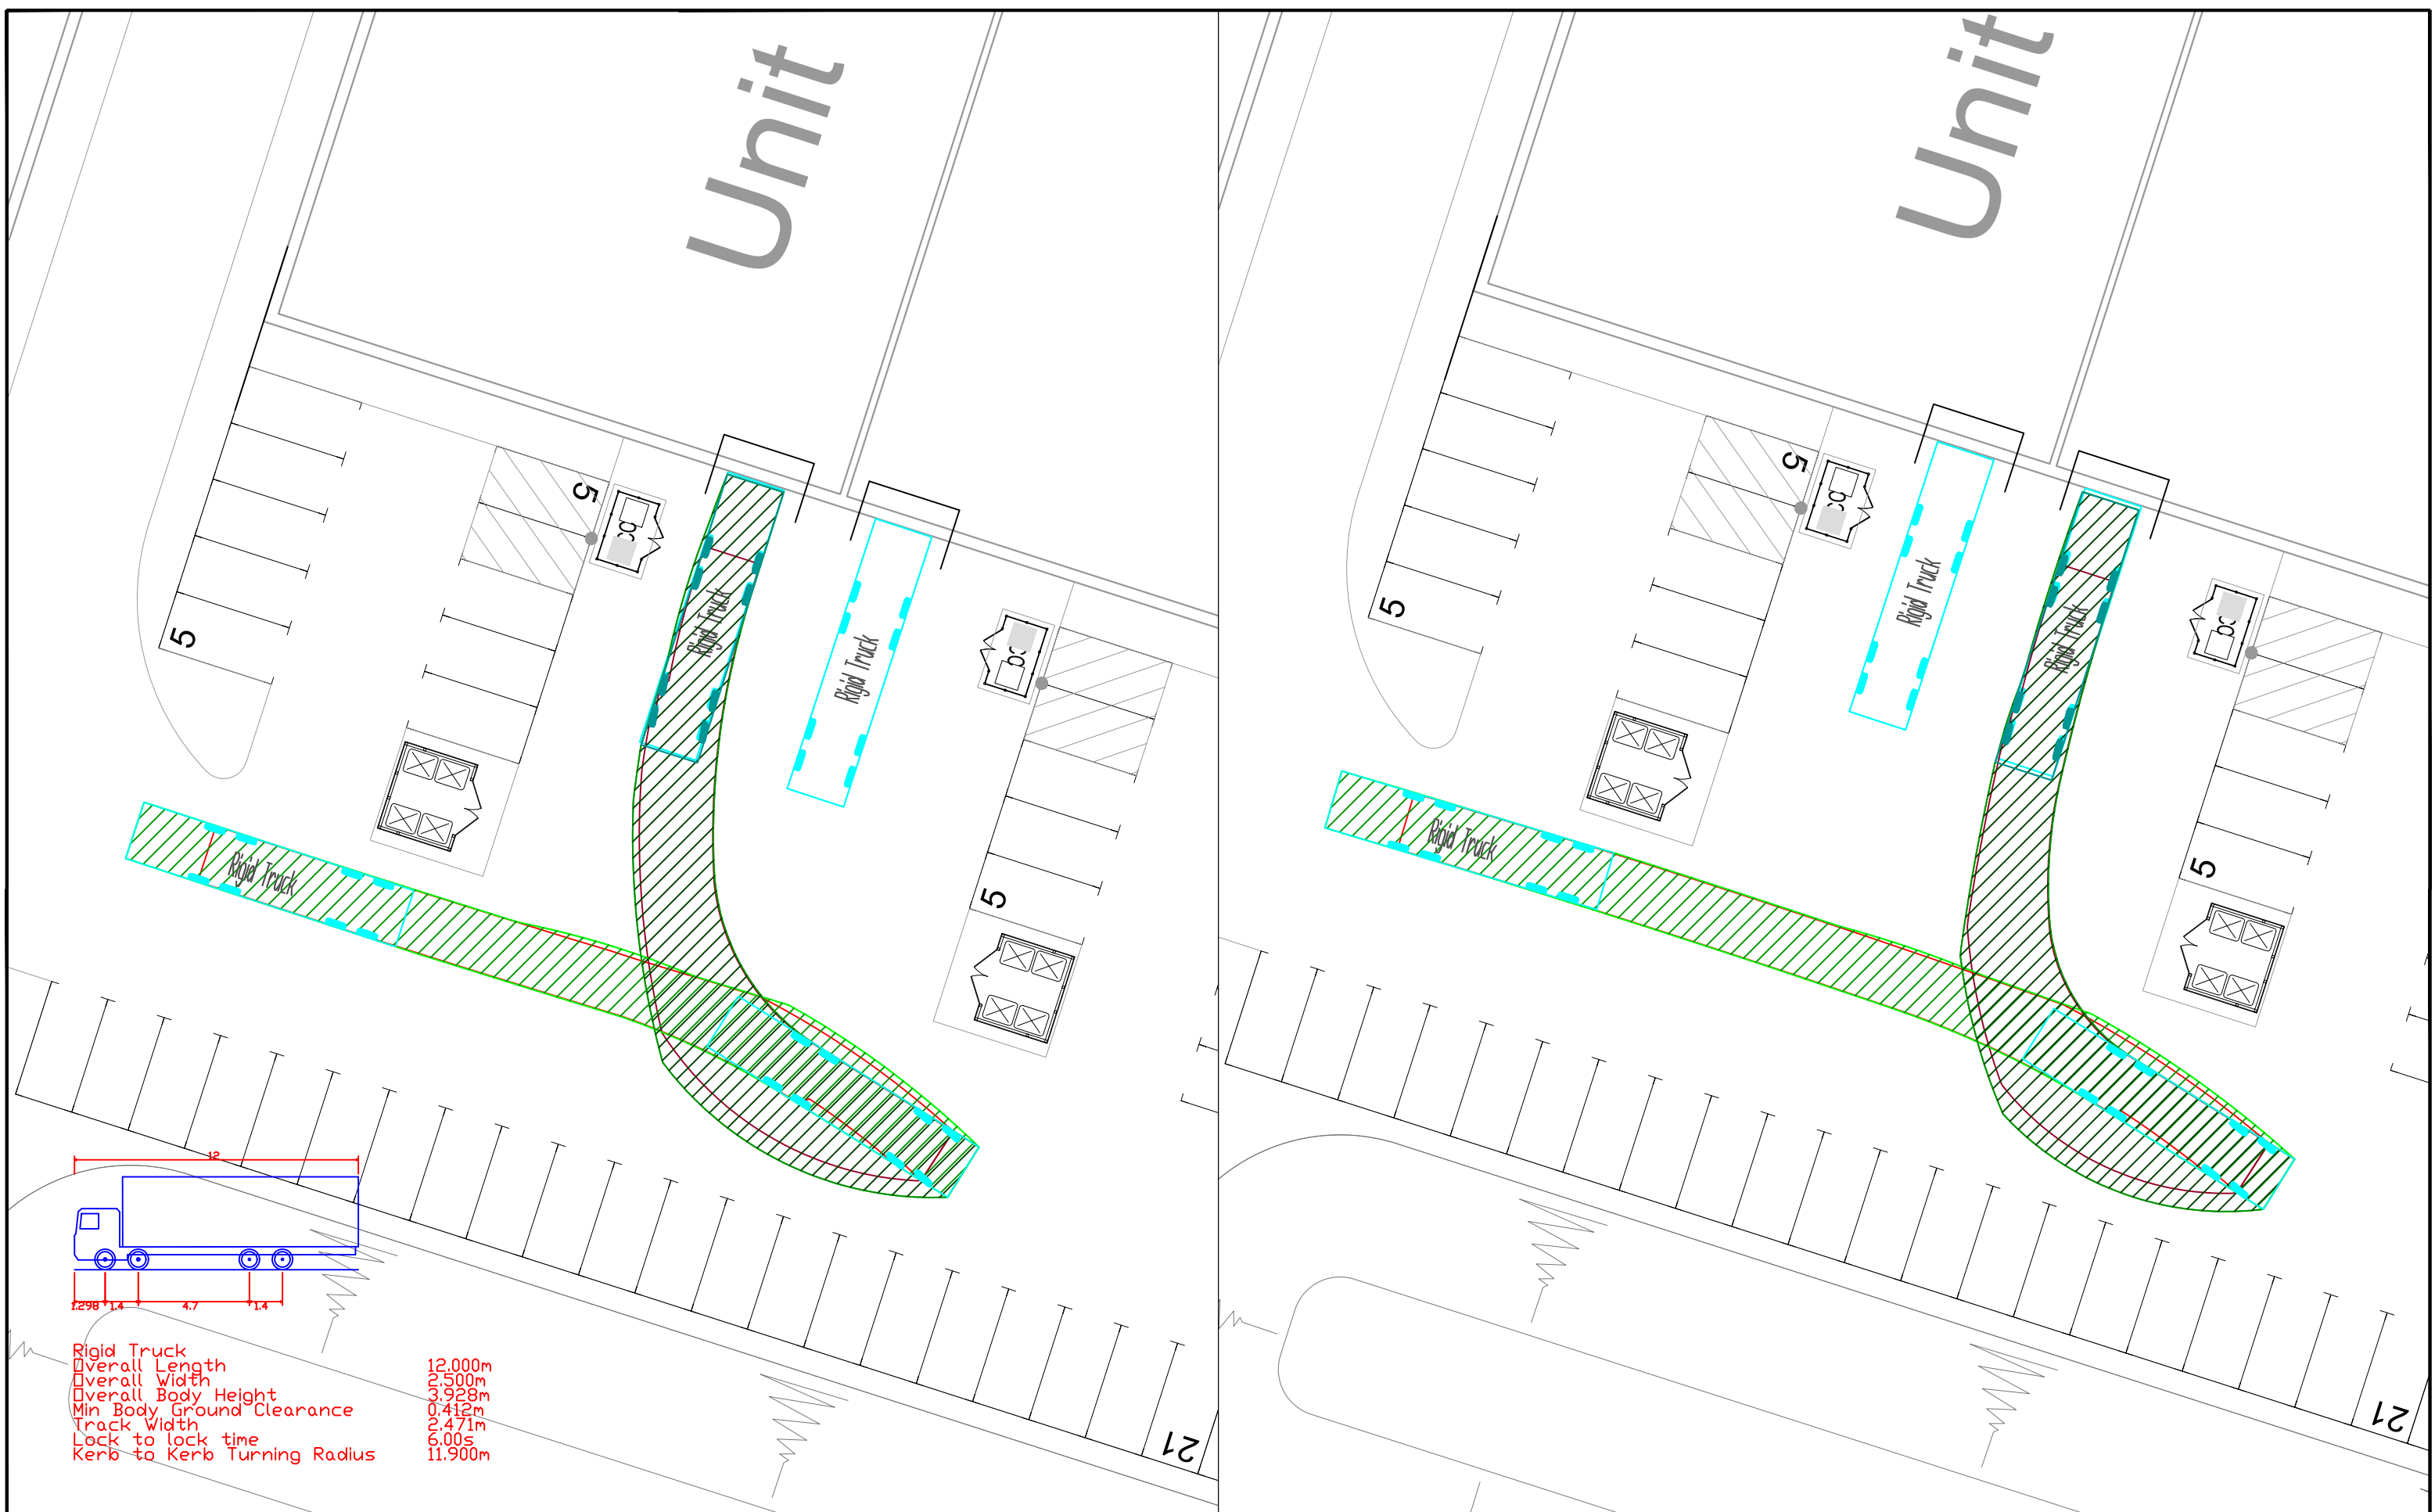 Unit
Unit
5
5
5
5
5
5
5
5
Rigid Truck
Rigid Truck
Rigid Truck
Rigid Truck
Rigid Truck
Rigid Truck
21
21
12
1.298
1.4
4.7
1.4
Rigid Truck
Overall Length 12.000m
Overall Width 2.500m
Overall Body Height 3.928m
Min Body Ground Clearance 0.412m
Track Width 2.471m
Lock to lock time 6.00s
Kerb to Kerb Turning Radius 11.900m